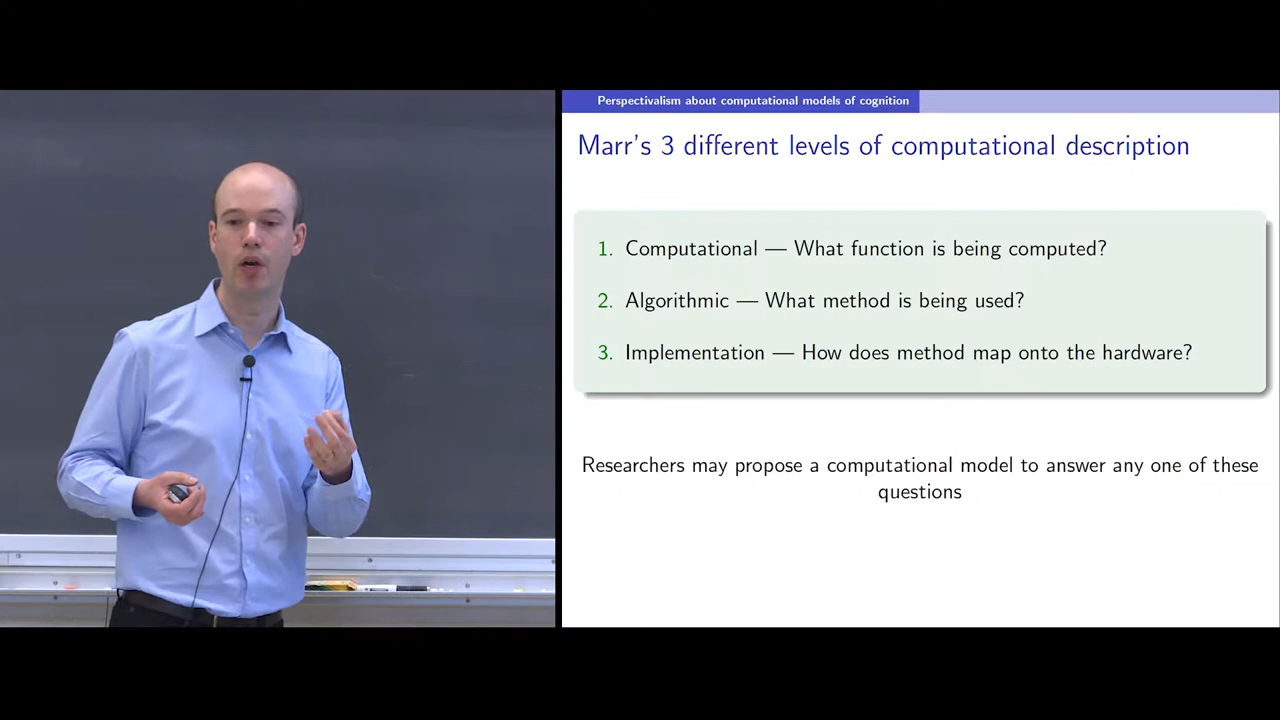 Perspectivalism about computational models of cognition
Marr's 3 different levels of computational description
1. Computational — What function is being computed?
2. Algorithmic — What method is being used?
3. Implementation — How does method map onto the hardware?
Researchers may propose a computational model to answer any one of these
questions